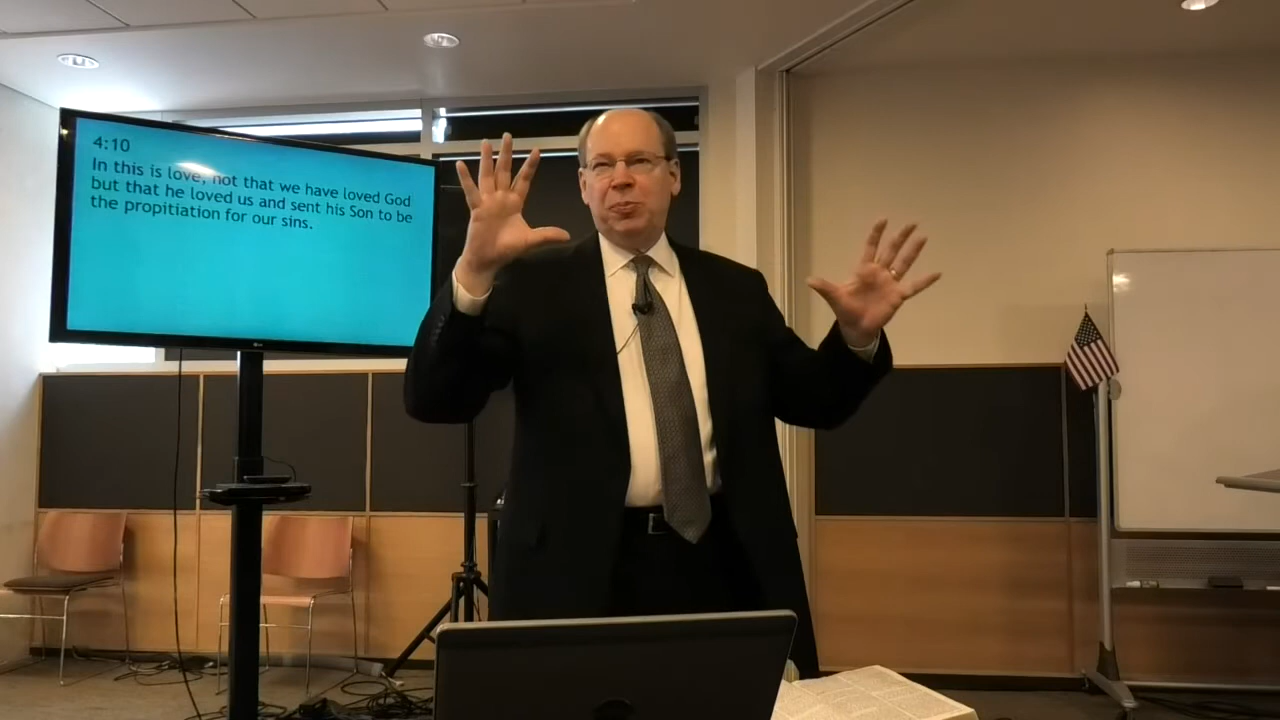 4:10
In this is love, not that we have loved God
but that he loved us and sent his Son to be
the propitiation for our sins.